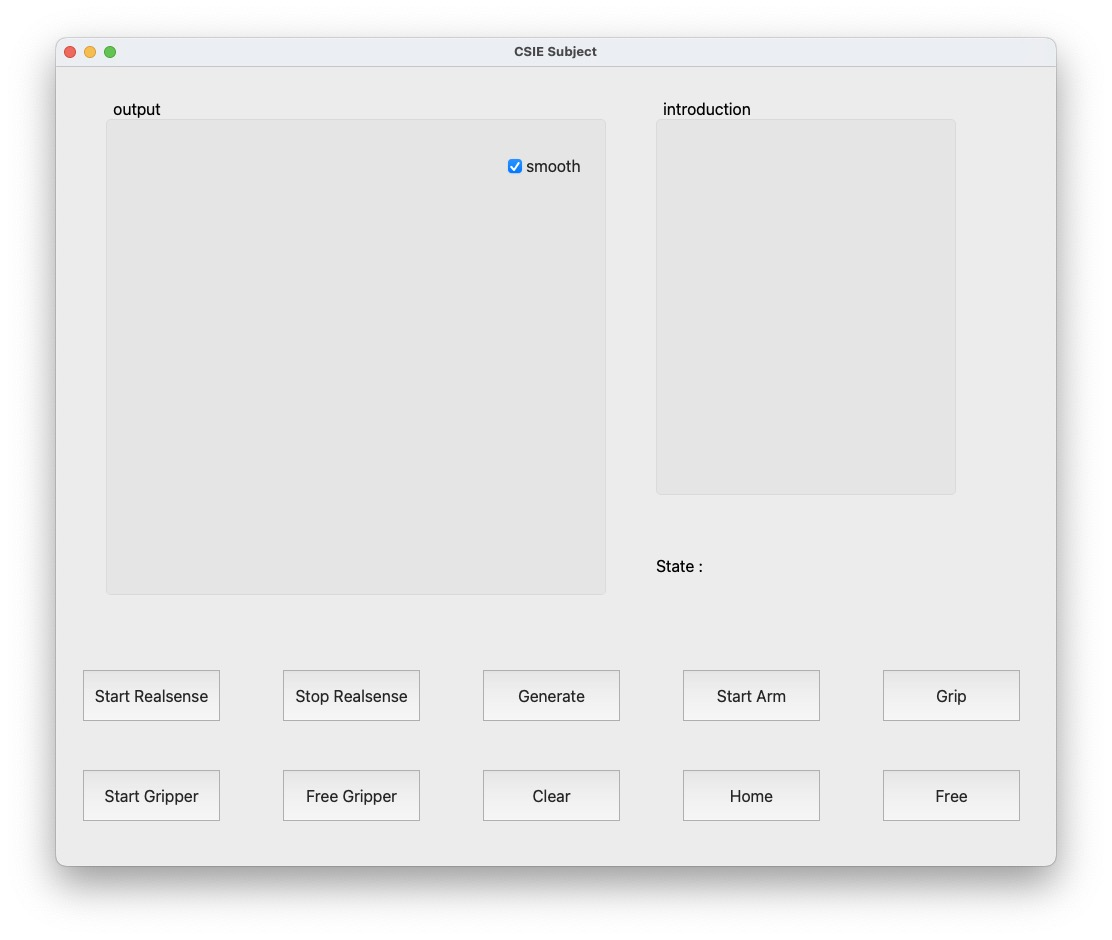 CSIE Subject
output
introduction
smooth
State :
Start Realsense
Stop Realsense
Generate
Start Arm
Grip
Start Gripper
Free Gripper
Clear
Home
Free